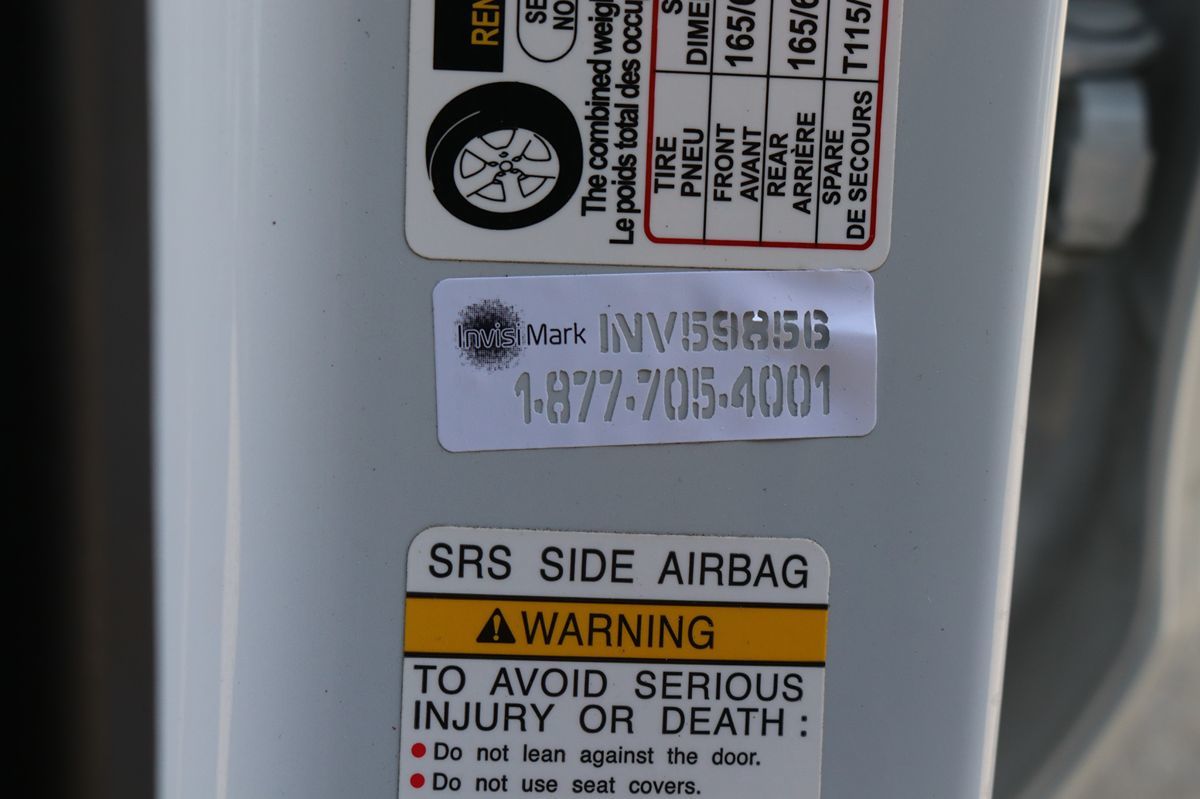 The combined weigh
Le poids total des occu
TIRE
PNEU
FRONT
AVANT
165/6
REAR
ARRIÈRE
165/6
SPARE
DE SECOURS
T115/
InvisiMark INV59856
1-877-705-4001
SRS SIDE AIRBAG
WARNING
TO AVOID SERIOUS
INJURY OR DEATH :
Do not lean against the door.
Do not use seat covers.